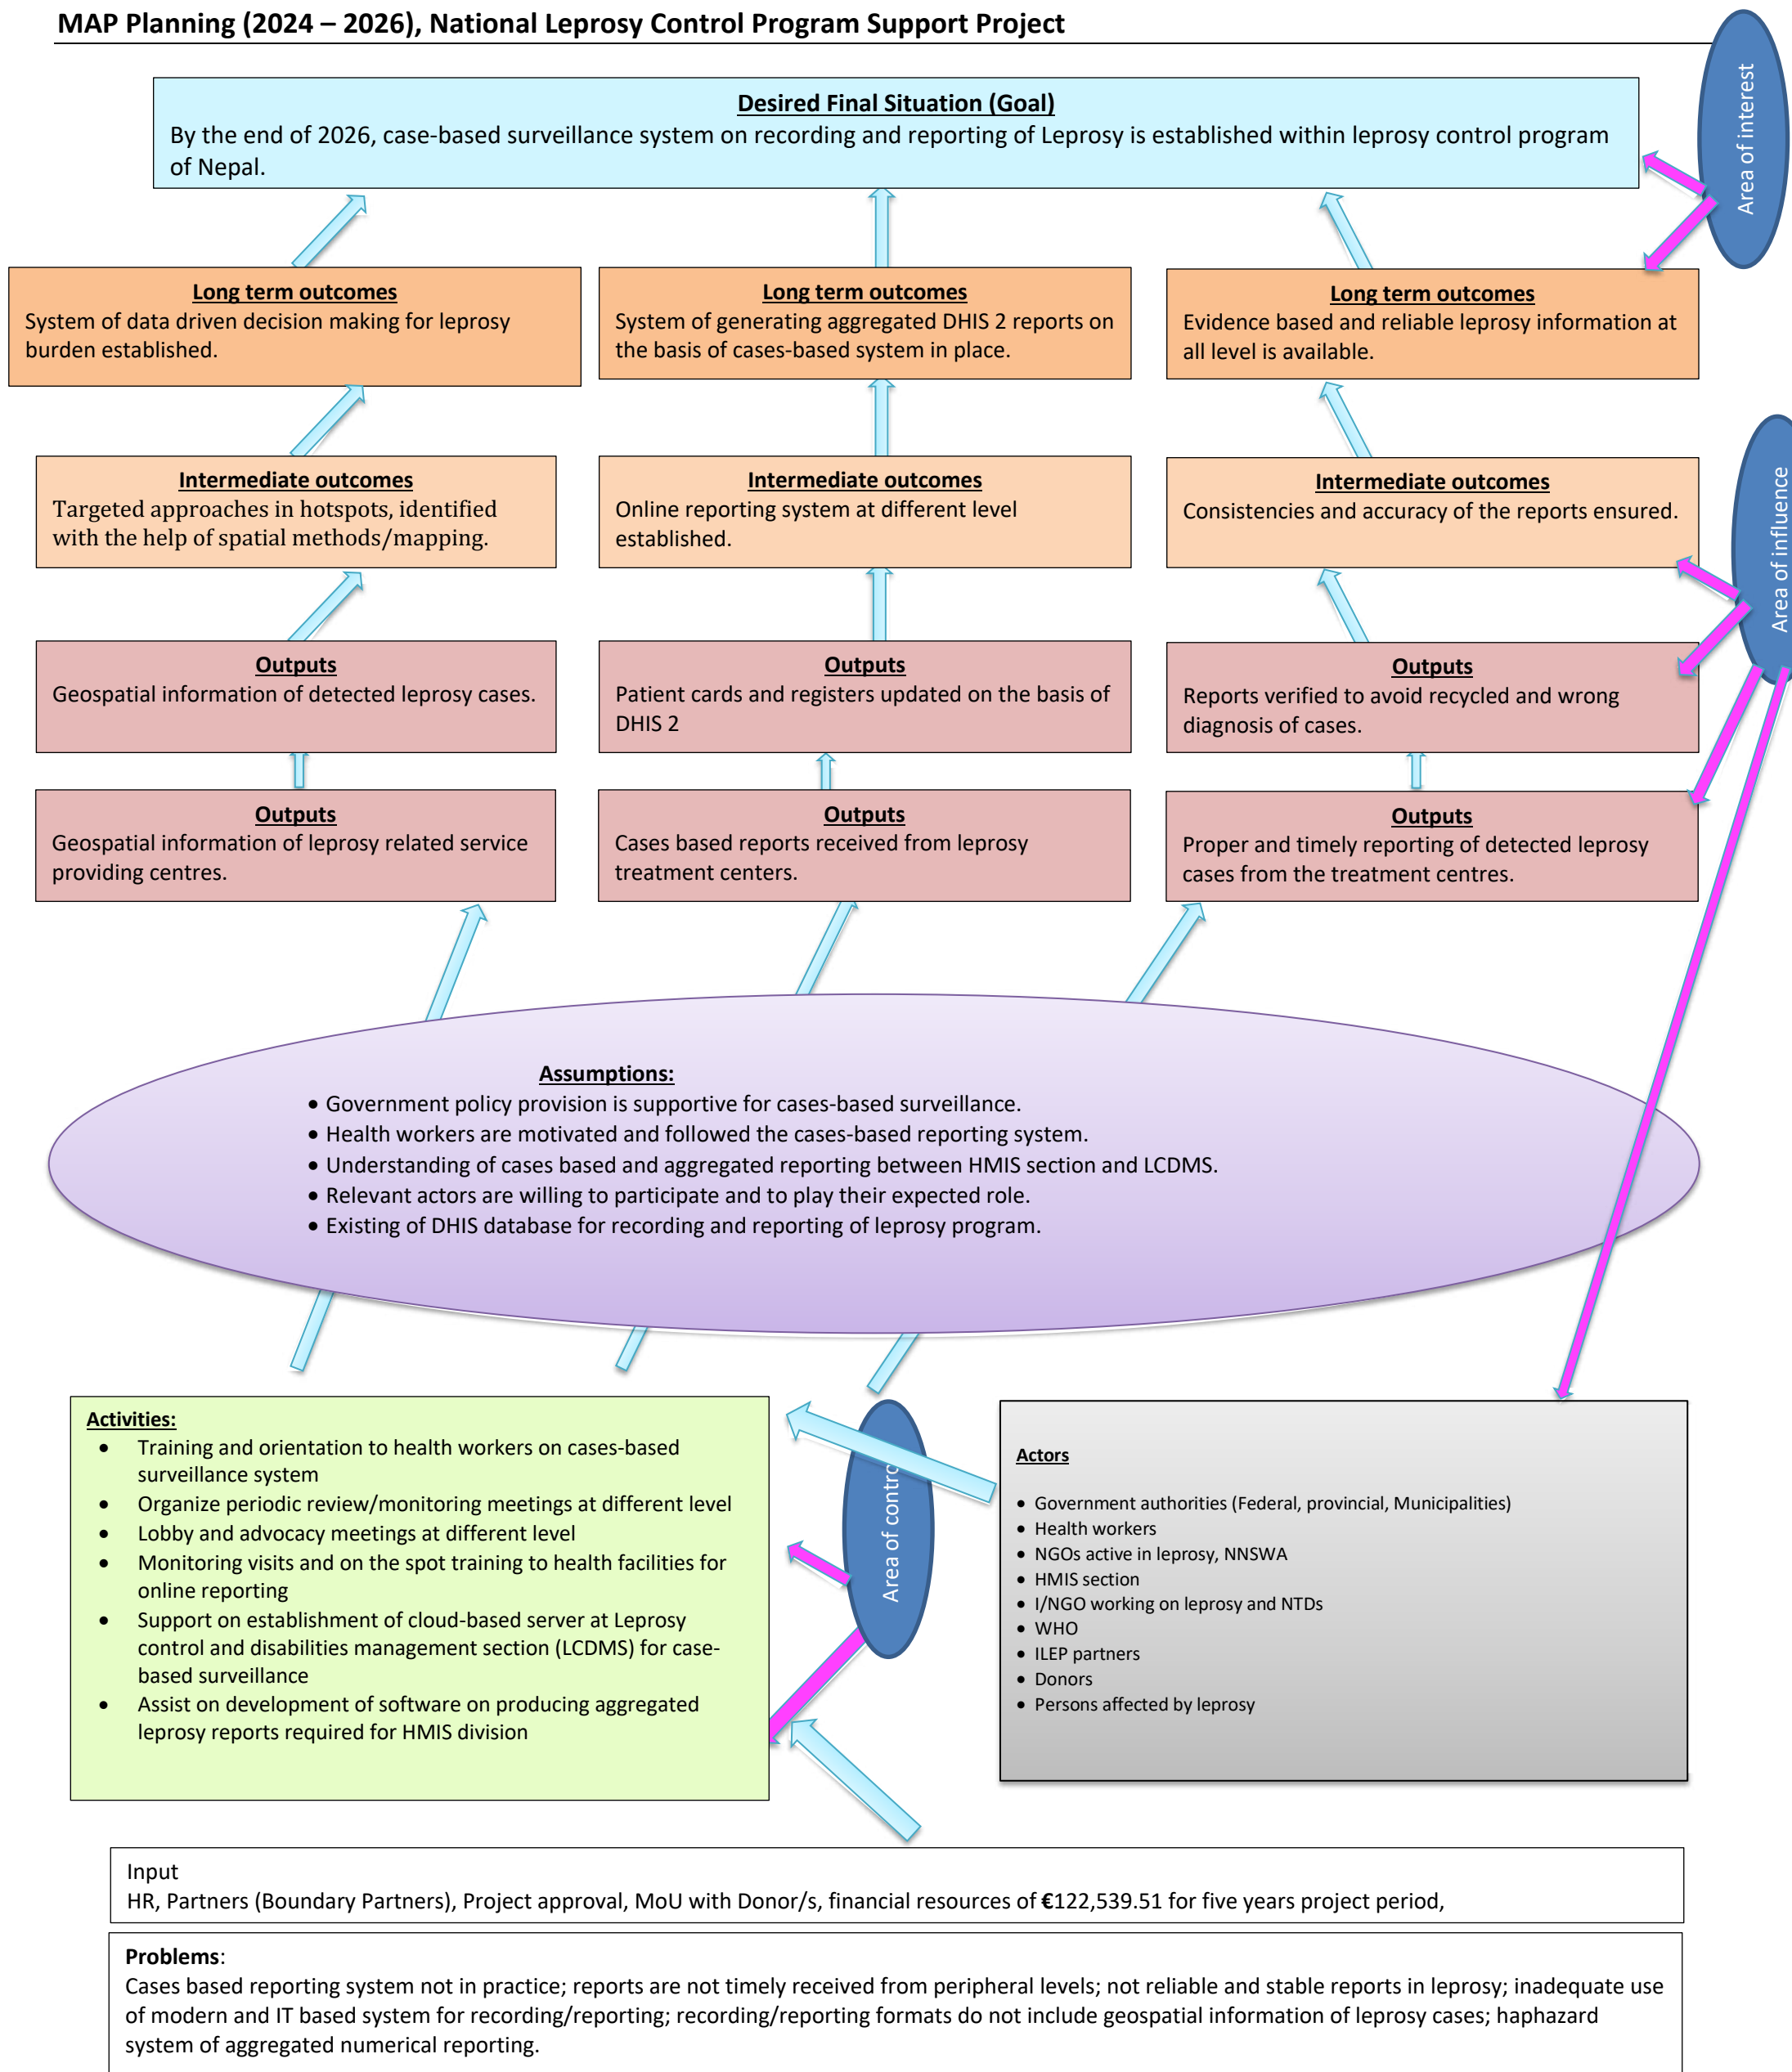 MAP Planning (2024 – 2026), National Leprosy Control Program Support Project
Area of interest
Desired Final Situation (Goal)
By the end of 2026, case-based surveillance system on recording and reporting of Leprosy is established within leprosy control program
of Nepal.
Long term outcomes
System of data driven decision making for leprosy
burden established.
Long term outcomes
System of generating aggregated DHIS 2 reports on
the basis of cases-based system in place.
Long term outcomes
Evidence based and reliable leprosy information at
all level is available.
Area of influence
Intermediate outcomes
Targeted approaches in hotspots, identified
with the help of spatial methods/mapping.
Intermediate outcomes
Online reporting system at different level
established.
Intermediate outcomes
Consistencies and accuracy of the reports ensured.
Outputs
Geospatial information of detected leprosy cases.
Outputs
Patient cards and registers updated on the basis of
DHIS 2
Outputs
Reports verified to avoid recycled and wrong
diagnosis of cases.
Outputs
Geospatial information of leprosy related service
providing centres.
Outputs
Cases based reports received from leprosy
treatment centers.
Outputs
Proper and timely reporting of detected leprosy
cases from the treatment centres.
Assumptions:
• Government policy provision is supportive for cases-based surveillance.
• Health workers are motivated and followed the cases-based reporting system.
• Understanding of cases based and aggregated reporting between HMIS section and LCDMS.
• Relevant actors are willing to participate and to play their expected role.
• Existing of DHIS database for recording and reporting of leprosy program.
Activities:
• Training and orientation to health workers on cases-based
surveillance system
• Organize periodic review/monitoring meetings at different level
• Lobby and advocacy meetings at different level
• Monitoring visits and on the spot training to health facilities for
online reporting
• Support on establishment of cloud-based server at Leprosy
control and disabilities management section (LCDMS) for case-
based surveillance
• Assist on development of software on producing aggregated
leprosy reports required for HMIS division
Area of control
Actors
• Government authorities (Federal, provincial, Municipalities)
• Health workers
• NGOs active in leprosy, NNSWA
• HMIS section
• I/NGO working on leprosy and NTDs
• WHO
• ILEP partners
• Donors
• Persons affected by leprosy
Input
HR, Partners (Boundary Partners), Project approval, MoU with Donor/s, financial resources of €122,539.51 for five years project period,
Problems:
Cases based reporting system not in practice; reports are not timely received from peripheral levels; not reliable and stable reports in leprosy; inadequate use
of modern and IT based system for recording/reporting; recording/reporting formats do not include geospatial information of leprosy cases; haphazard
system of aggregated numerical reporting.